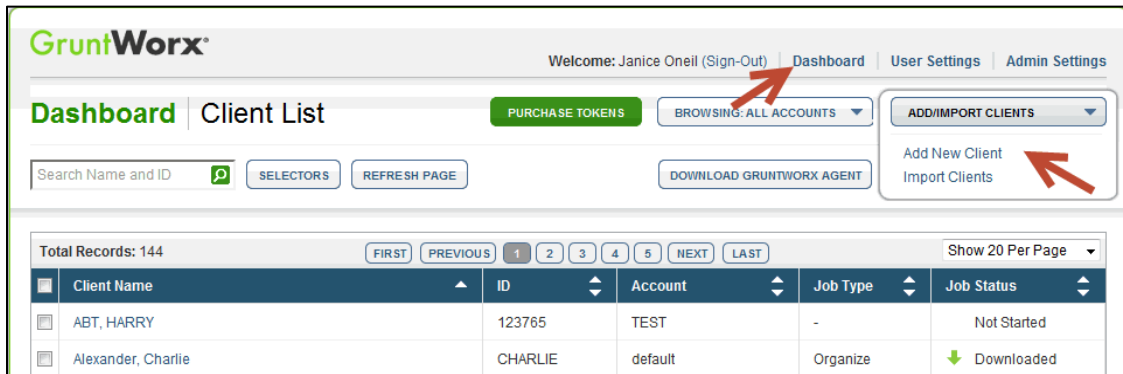 GruntWorx
Welcome: Janice Oneil (Sign-Out) | Dashboard | User Settings | Admin Settings
Dashboard | Client List
PURCHASE TOKENS
BROWSING: ALL ACCOUNTS
ADD/IMPORT CLIENTS
Add New Client
Import Clients
Search Name and ID
SELECTORS
REFRESH PAGE
DOWNLOAD GRUNTWORX AGENT
Total Records: 144
FIRST PREVIOUS 1 2 3 4 5 NEXT LAST
Show 20 Per Page
Client Name ID Account Job Type Job Status
ABT, HARRY 123765 TEST - Not Started
Alexander, Charlie CHARLIE default Organize Downloaded